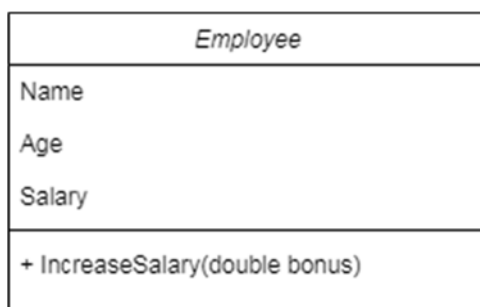 Employee
Name
Age
Salary
+ IncreaseSalary(double bonus)